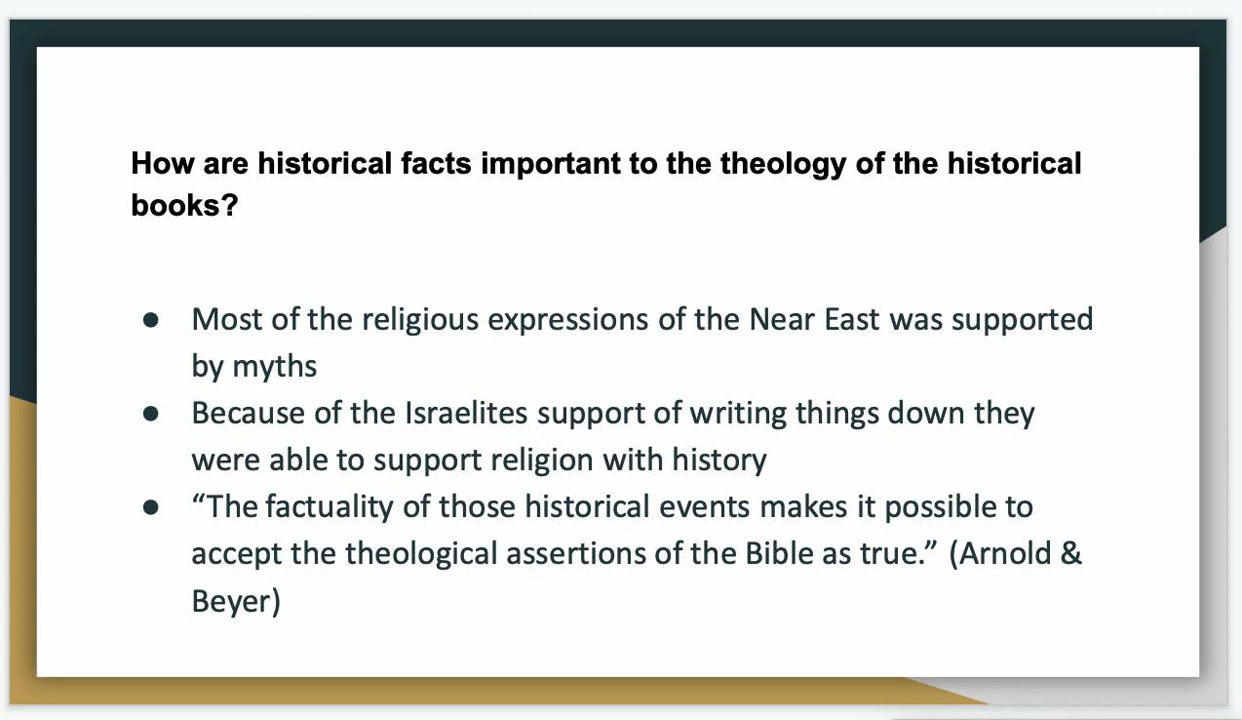 How are historical facts important to the theology of the historical
books?
● Most of the religious expressions of the Near East was supported
by myths
● Because of the Israelites support of writing things down they
were able to support religion with history
● “The factuality of those historical events makes it possible to
accept the theological assertions of the Bible as true.” (Arnold &
Beyer)